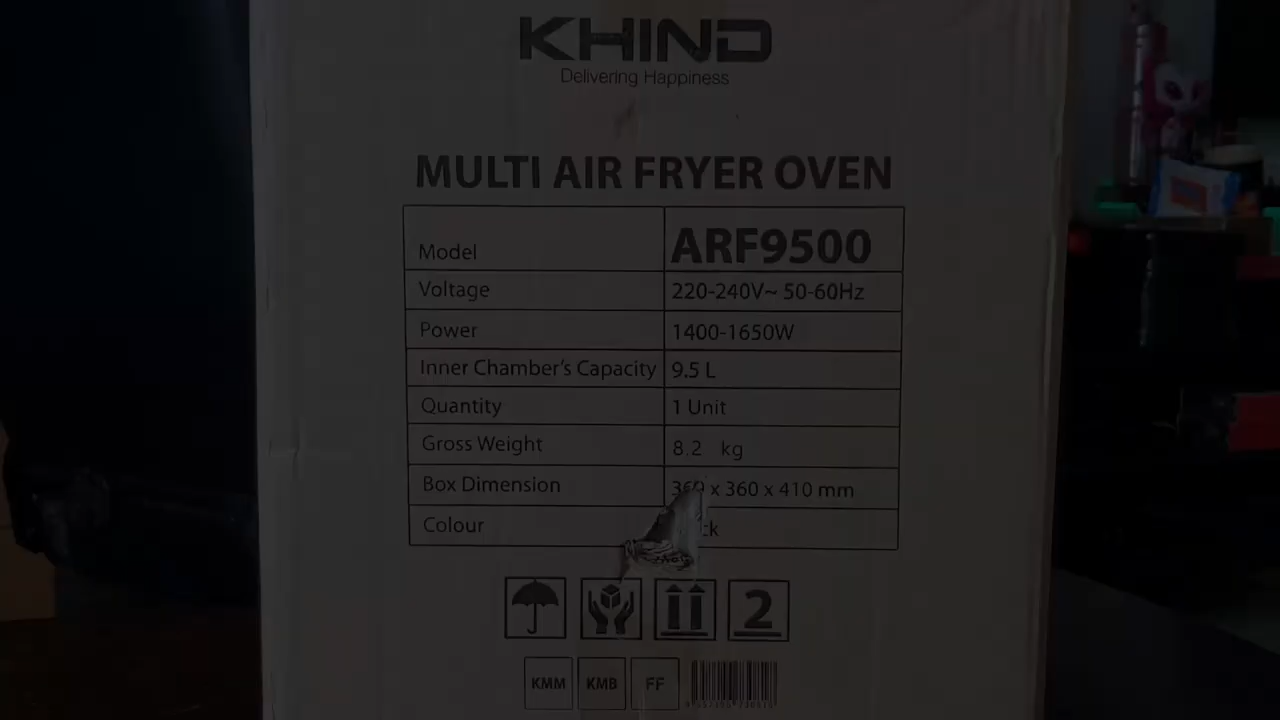 KHIND
Delivering Happiness
MULTI AIR FRYER OVEN
Model ARF9500
Voltage 220-240V~ 50-60Hz
Power 1400-1650W
Inner Chamber's Capacity 9.5 L
Quantity 1 Unit
Gross Weight 8.2 kg
Box Dimension 360 x 360 x 410 mm
Colour
2
KMM KMB FF